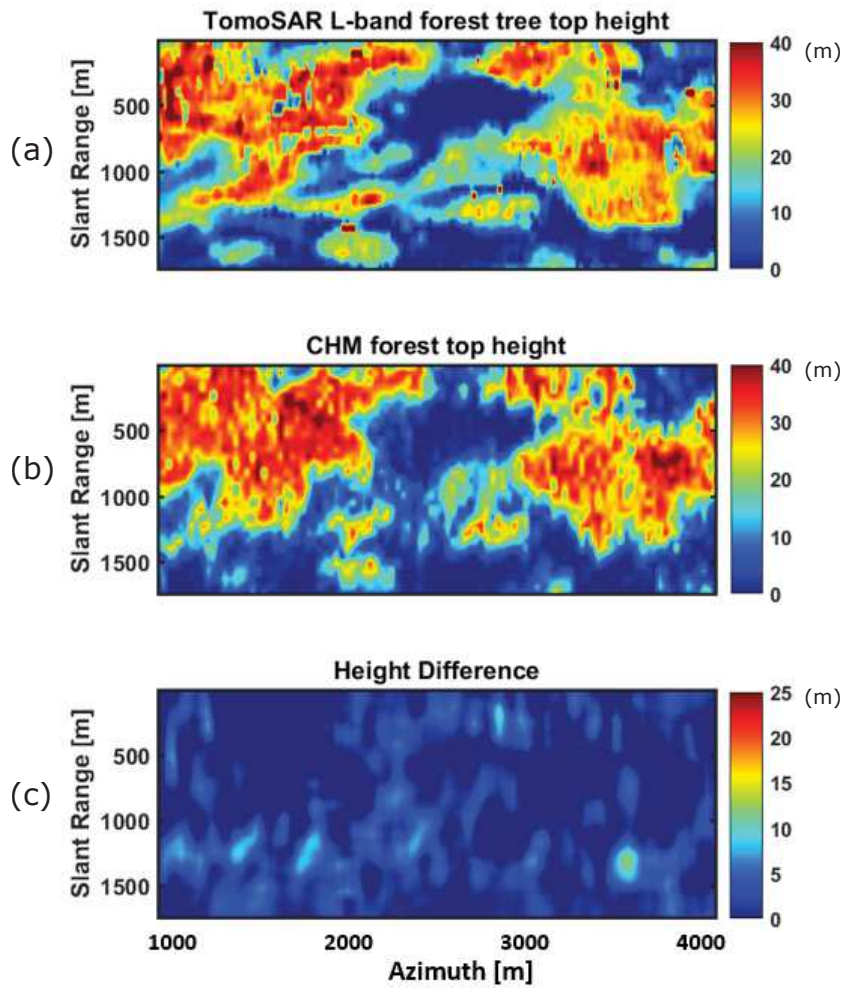 TomoSAR L-band forest tree top height
(a)
Slant Range [m]
500
1000
1500
40
30
20
10
0
(m)
CHM forest top height
(b)
Slant Range [m]
500
1000
1500
40
30
20
10
0
(m)
Height Difference
(c)
Slant Range [m]
500
1000
1500
25
20
15
10
5
0
(m)
1000 2000 3000 4000
Azimuth [m]